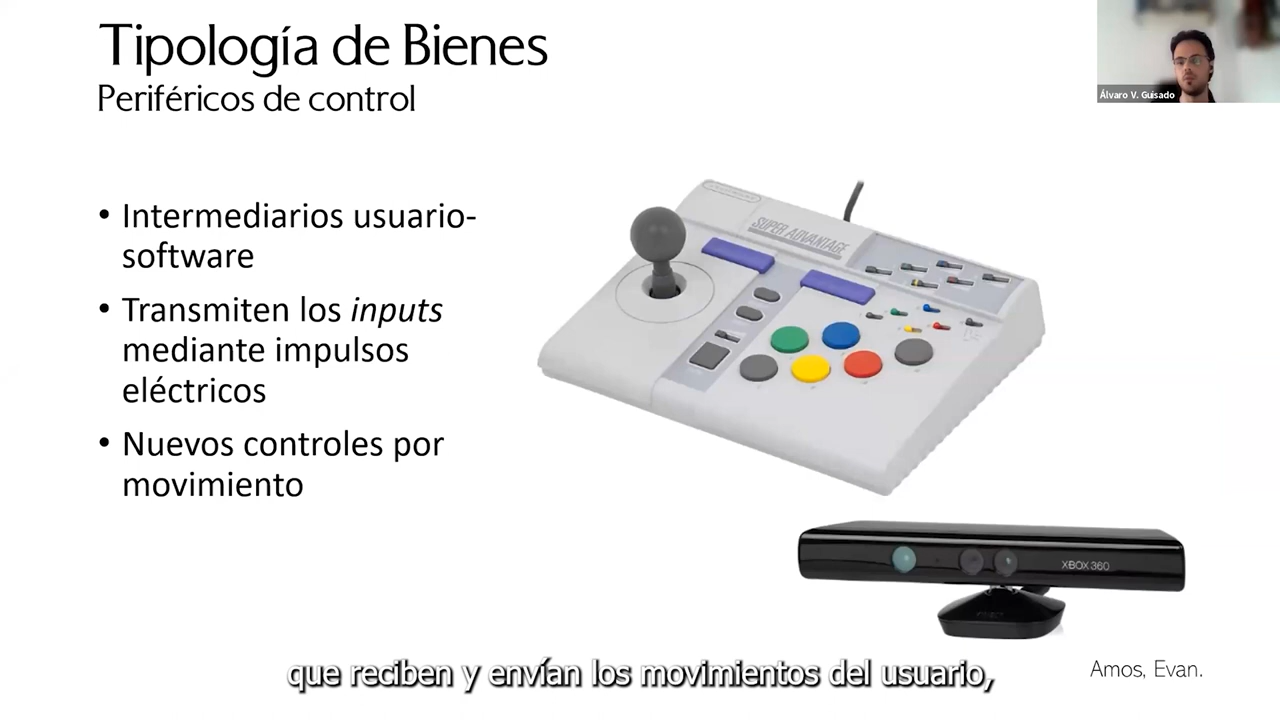 Tipología de Bienes
Periféricos de control
Álvaro V. Guisado
• Intermediarios usuario-
software
• Transmiten los inputs
mediante impulsos
eléctricos
• Nuevos controles por
movimiento
SUPER ADVANTAGE
XBOX 360
que reciben y envían los movimientos del usuario,
Amos, Evan.